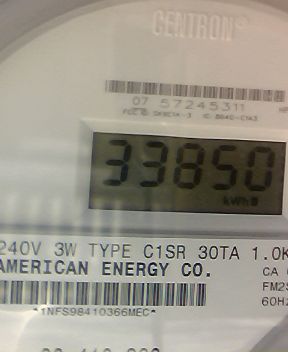 CENTRON®
07 57245311
33850
kWh
240V 3W TYPE C1SR 30TA 1.0K
AMERICAN ENERGY CO.
CA
FM2S
60Hz
*1NFS98410366MEC*